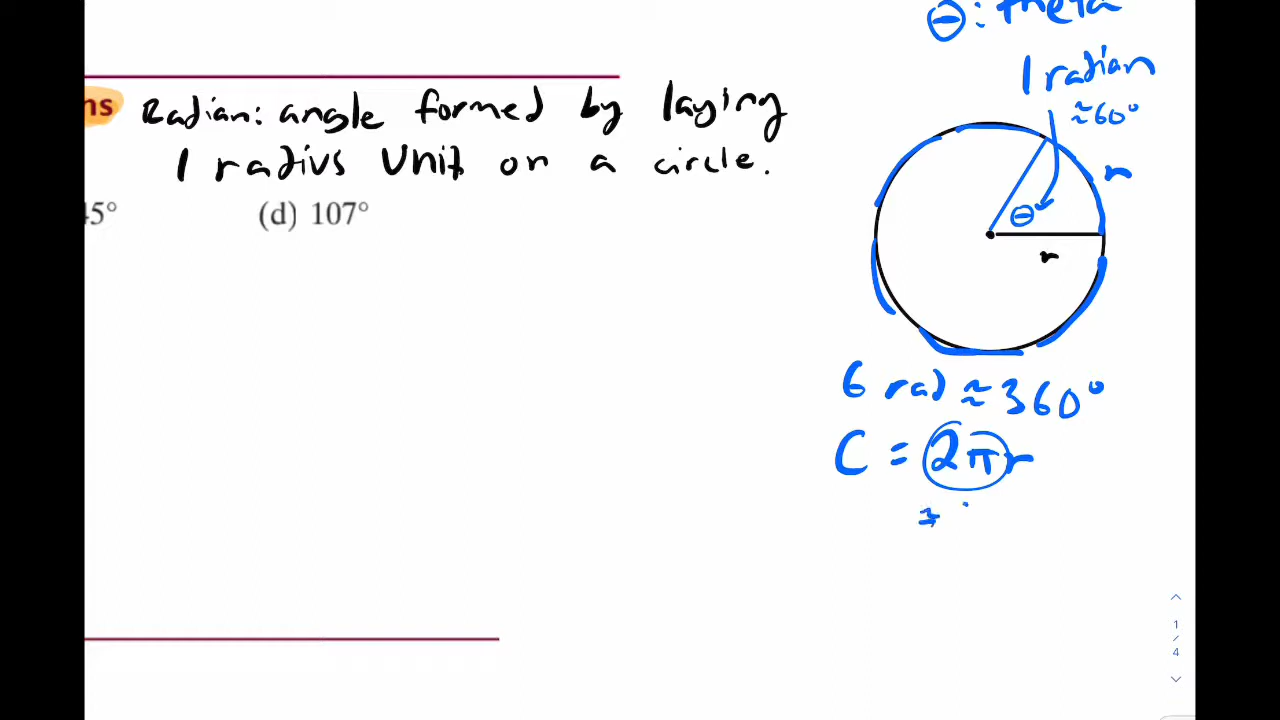 θ: theta
1 radian
≈60°
ns Radian: angle formed by laying
1 radius unit on a circle.
45° (d) 107°
r
θ
r
6 rad ≈ 360°
C = 2πr
1
/
4